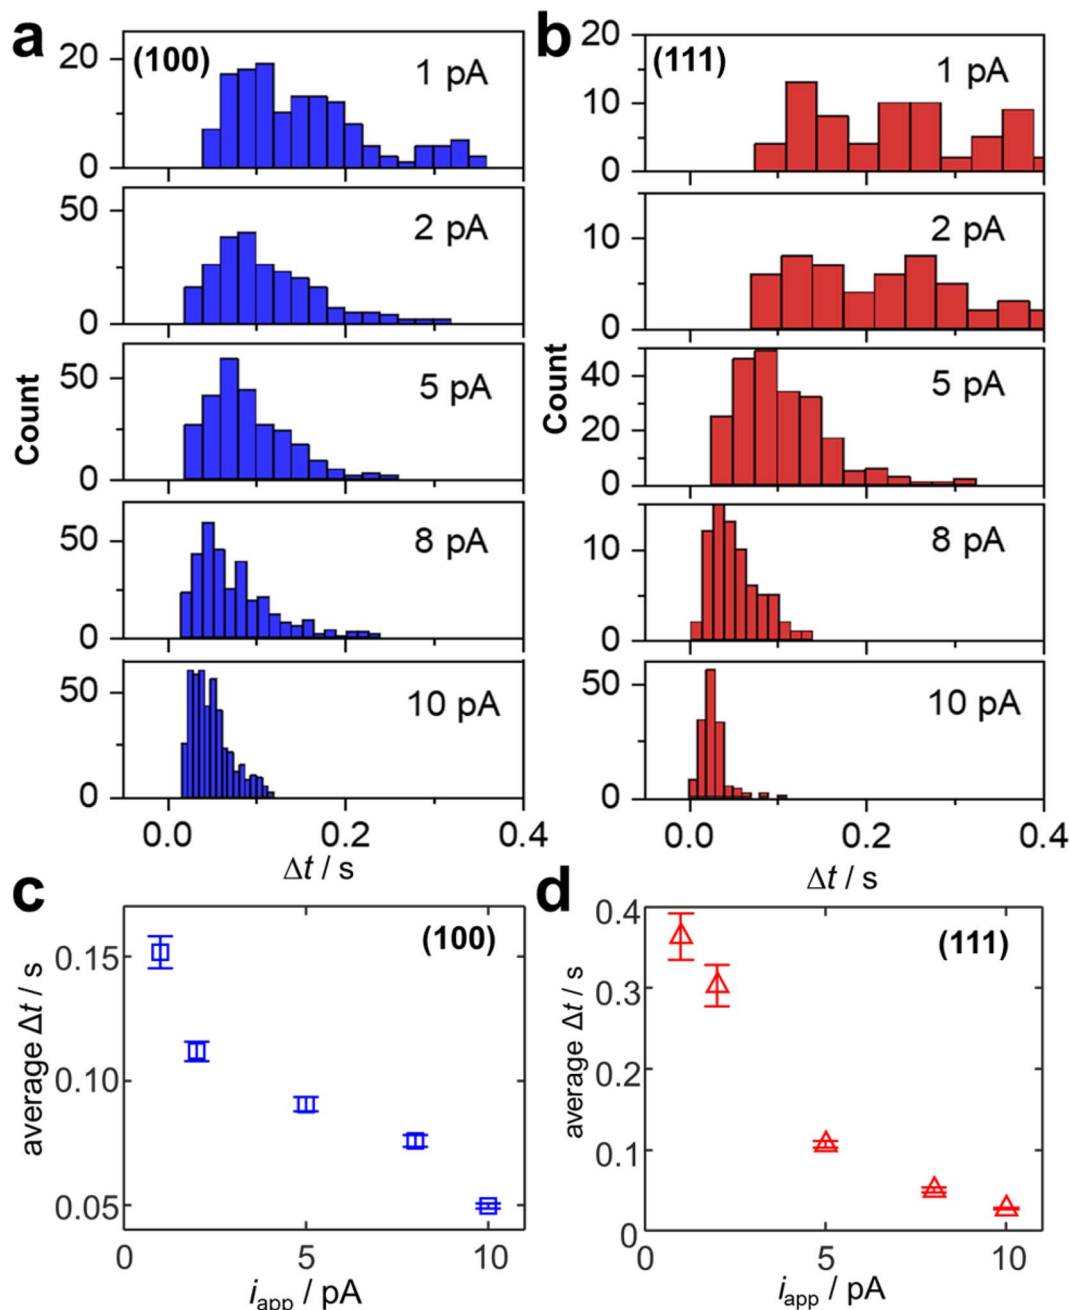 a
(100)
1 pA
20
0
2 pA
50
0
5 pA
50
0
8 pA
50
0
10 pA
50
0
Count
0.0 0.2 0.4
Δt / s
b
(111)
1 pA
20
10
0
2 pA
10
0
5 pA
40
20
0
8 pA
10
0
10 pA
50
0
Count
0.0 0.2 0.4
Δt / s
c
(100)
0.15
0.10
0.05
average Δt / s
0 5 10
iapp / pA
d
(111)
0.4
0.3
0.2
0.1
0
average Δt / s
0 5 10
iapp / pA